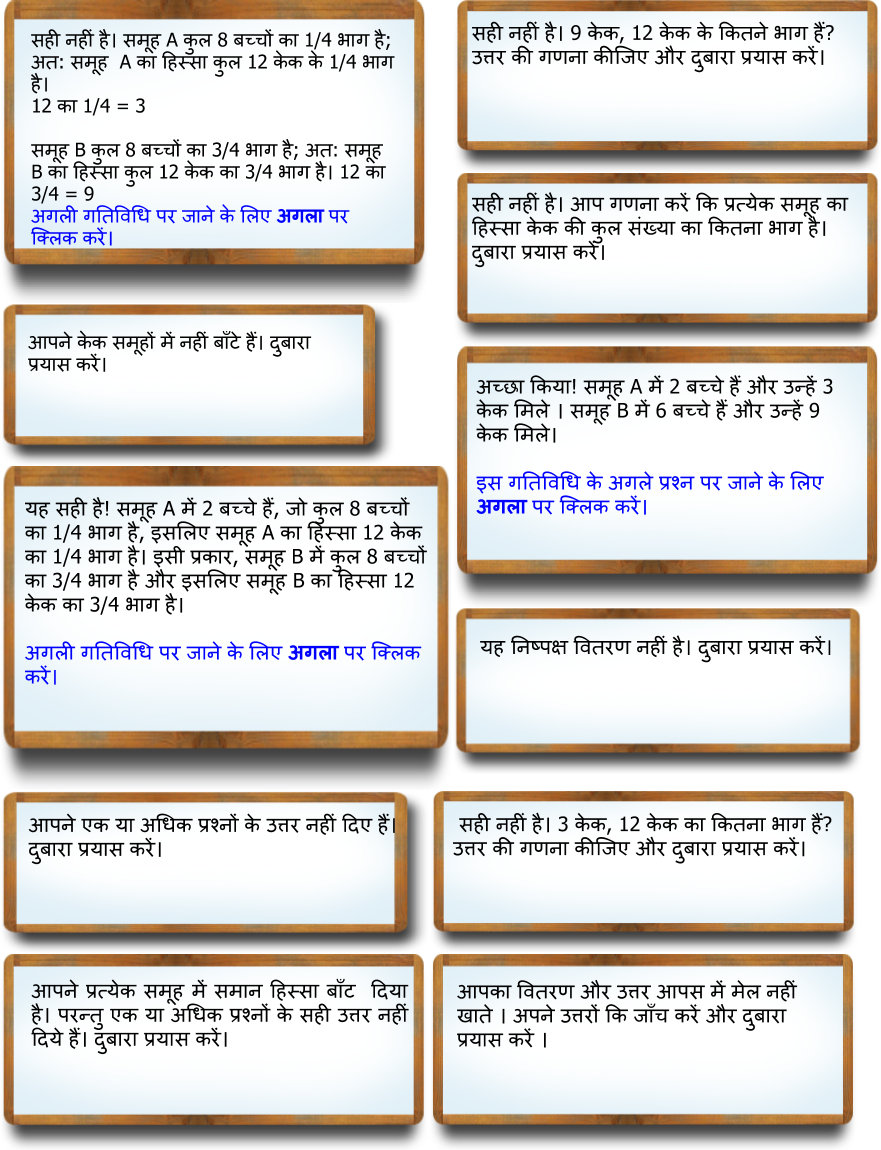 सही नहीं है। समूह A कुल 8 बच्चों का 1/4 भाग है;
अत: समूह  A का हिस्सा कुल 12 केक के 1/4 भाग
है।
12 का 1/4 = 3
समूह B कुल 8 बच्चों का 3/4 भाग है; अत: समूह
B का हिस्सा कुल 12 केक का 3/4 भाग है। 12 का
3/4 = 9
अगली गतिविधि पर जाने के लिए अगला पर
क्लिक करें।
सही नहीं है। 9 केक, 12 केक के कितने भाग हैं?
उत्तर की गणना कीजिए और दुबारा प्रयास करें।
सही नहीं है। आप गणना करें कि प्रत्येक समूह का
हिस्सा केक की कुल संख्या का कितना भाग है।
दुबारा प्रयास करें।
आपने केक समूहों में नहीं बाँटे हैं। दुबारा
प्रयास करें।
अच्छा किया! समूह A में 2 बच्चे हैं और उन्हें 3
केक मिले । समूह B में 6 बच्चे हैं और उन्हें 9
केक मिले।
इस गतिविधि के अगले प्रश्न पर जाने के लिए
अगला पर क्लिक करें।
यह सही है! समूह A में 2 बच्चे हैं, जो कुल 8 बच्चों
का 1/4 भाग है, इसलिए समूह A का हिस्सा 12 केक
का 1/4 भाग है। इसी प्रकार, समूह B में कुल 8 बच्चों
का 3/4 भाग है और इसलिए समूह B का हिस्सा 12
केक का 3/4 भाग है।
अगली गतिविधि पर जाने के लिए अगला पर क्लिक
करें।
यह निष्पक्ष वितरण नहीं है। दुबारा प्रयास करें।
आपने एक या अधिक प्रश्नों के उत्तर नहीं दिए हैं।
दुबारा प्रयास करें।
सही नहीं है। 3 केक, 12 केक का कितना भाग हैं?
उत्तर की गणना कीजिए और दुबारा प्रयास करें।
आपने प्रत्येक समूह में समान हिस्सा बाँट  दिया
है। परन्तु एक या अधिक प्रश्नों के सही उत्तर नहीं
दिये हैं। दुबारा प्रयास करें।
आपका वितरण और उत्तर आपस में मेल नहीं
खाते । अपने उत्तरों कि जाँच करें और दुबारा
प्रयास करें ।